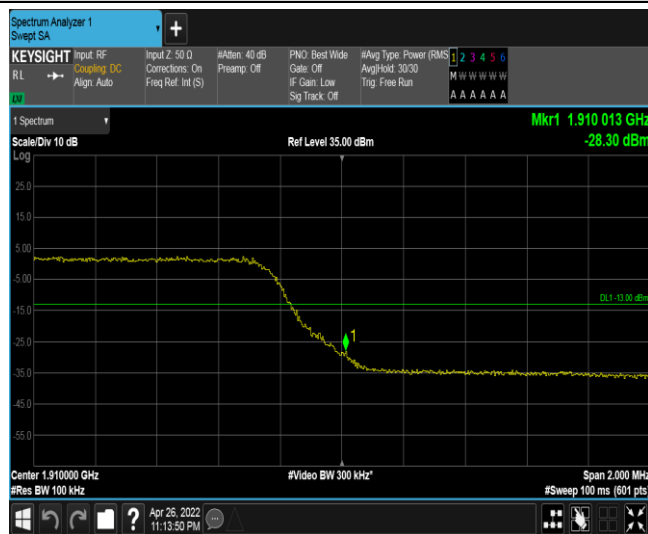 Spectrum Analyzer 1
Swept SA
+
KEYSIGHT Input: RF Input Z: 50 Ω #Atten: 40 dB PNO: Best Wide #Avg Type: Power (RMS 1 2 3 4 5 6
RL Coupling: DC Corrections: On Preamp: Off Gate: Off Avg|Hold: 30/30 M W W W W W
Align: Auto Freq Ref: Int (S) IF Gain: Low Trig: Free Run
Sig Track: Off A A A A A A
1 Spectrum Mkr1 1.910 013 GHz
Scale/Div 10 dB Ref Level 35.00 dBm -28.30 dBm
Log
25.0
15.0
5.00
-5.00
DL1 -13.00 dBm
-15.0
1
-25.0
-35.0
-45.0
-55.0
Center 1.910000 GHz #Video BW 300 kHz* Span 2.000 MHz
#Res BW 100 kHz #Sweep 100 ms (601 pts)
? Apr 26, 2022
11:13:50 PM